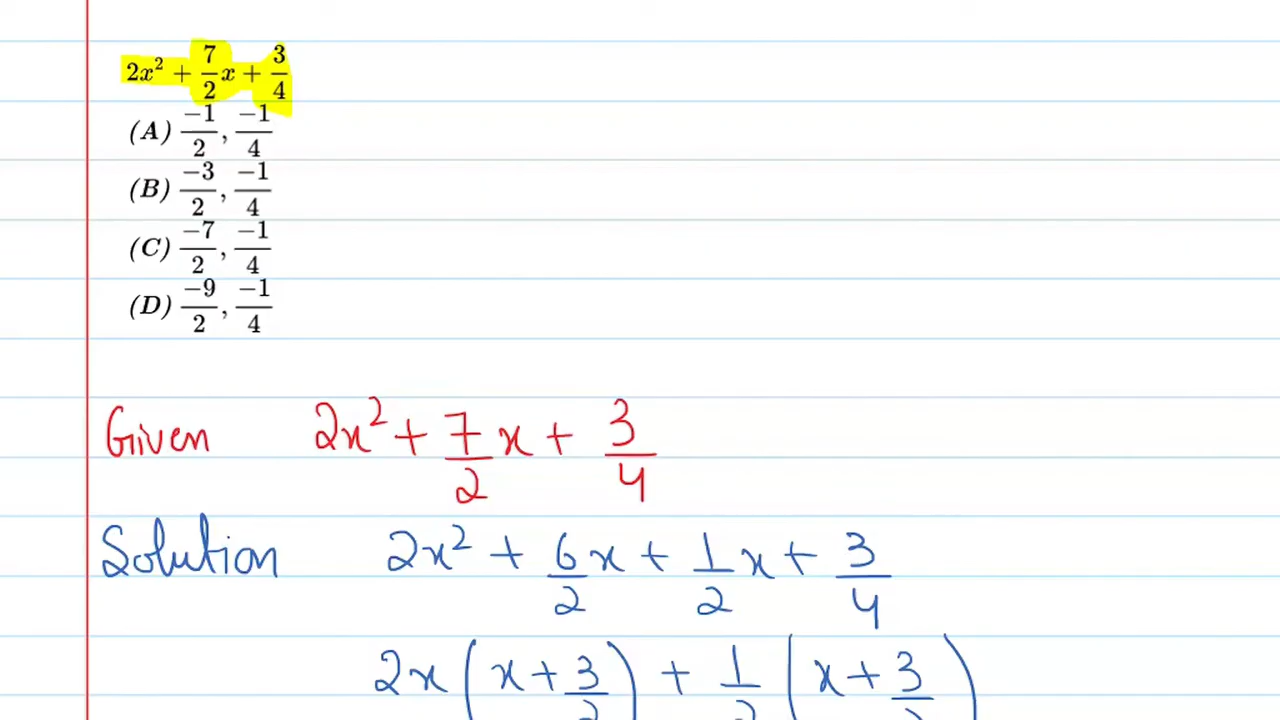 2x² + 7/2 x + 3/4
(A) −1/2, −1/4
(B) −3/2, −1/4
(C) −7/2, −1/4
(D) −9/2, −1/4
Given 2x² + 7/2 x + 3/4
Solution 2x² + 6/2 x + 1/2 x + 3/4
2x (x + 3/2) + 1/2 (x + 3/2)